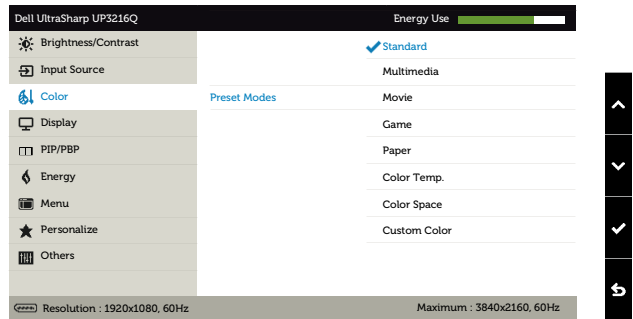 Dell UltraSharp UP3216Q Energy Use
Brightness/Contrast Standard
Input Source Multimedia
Color Preset Modes Movie
Display Game
PIP/PBP Paper
Energy Color Temp.
Menu Color Space
Personalize Custom Color
Others
Resolution : 1920x1080, 60Hz Maximum : 3840x2160, 60Hz